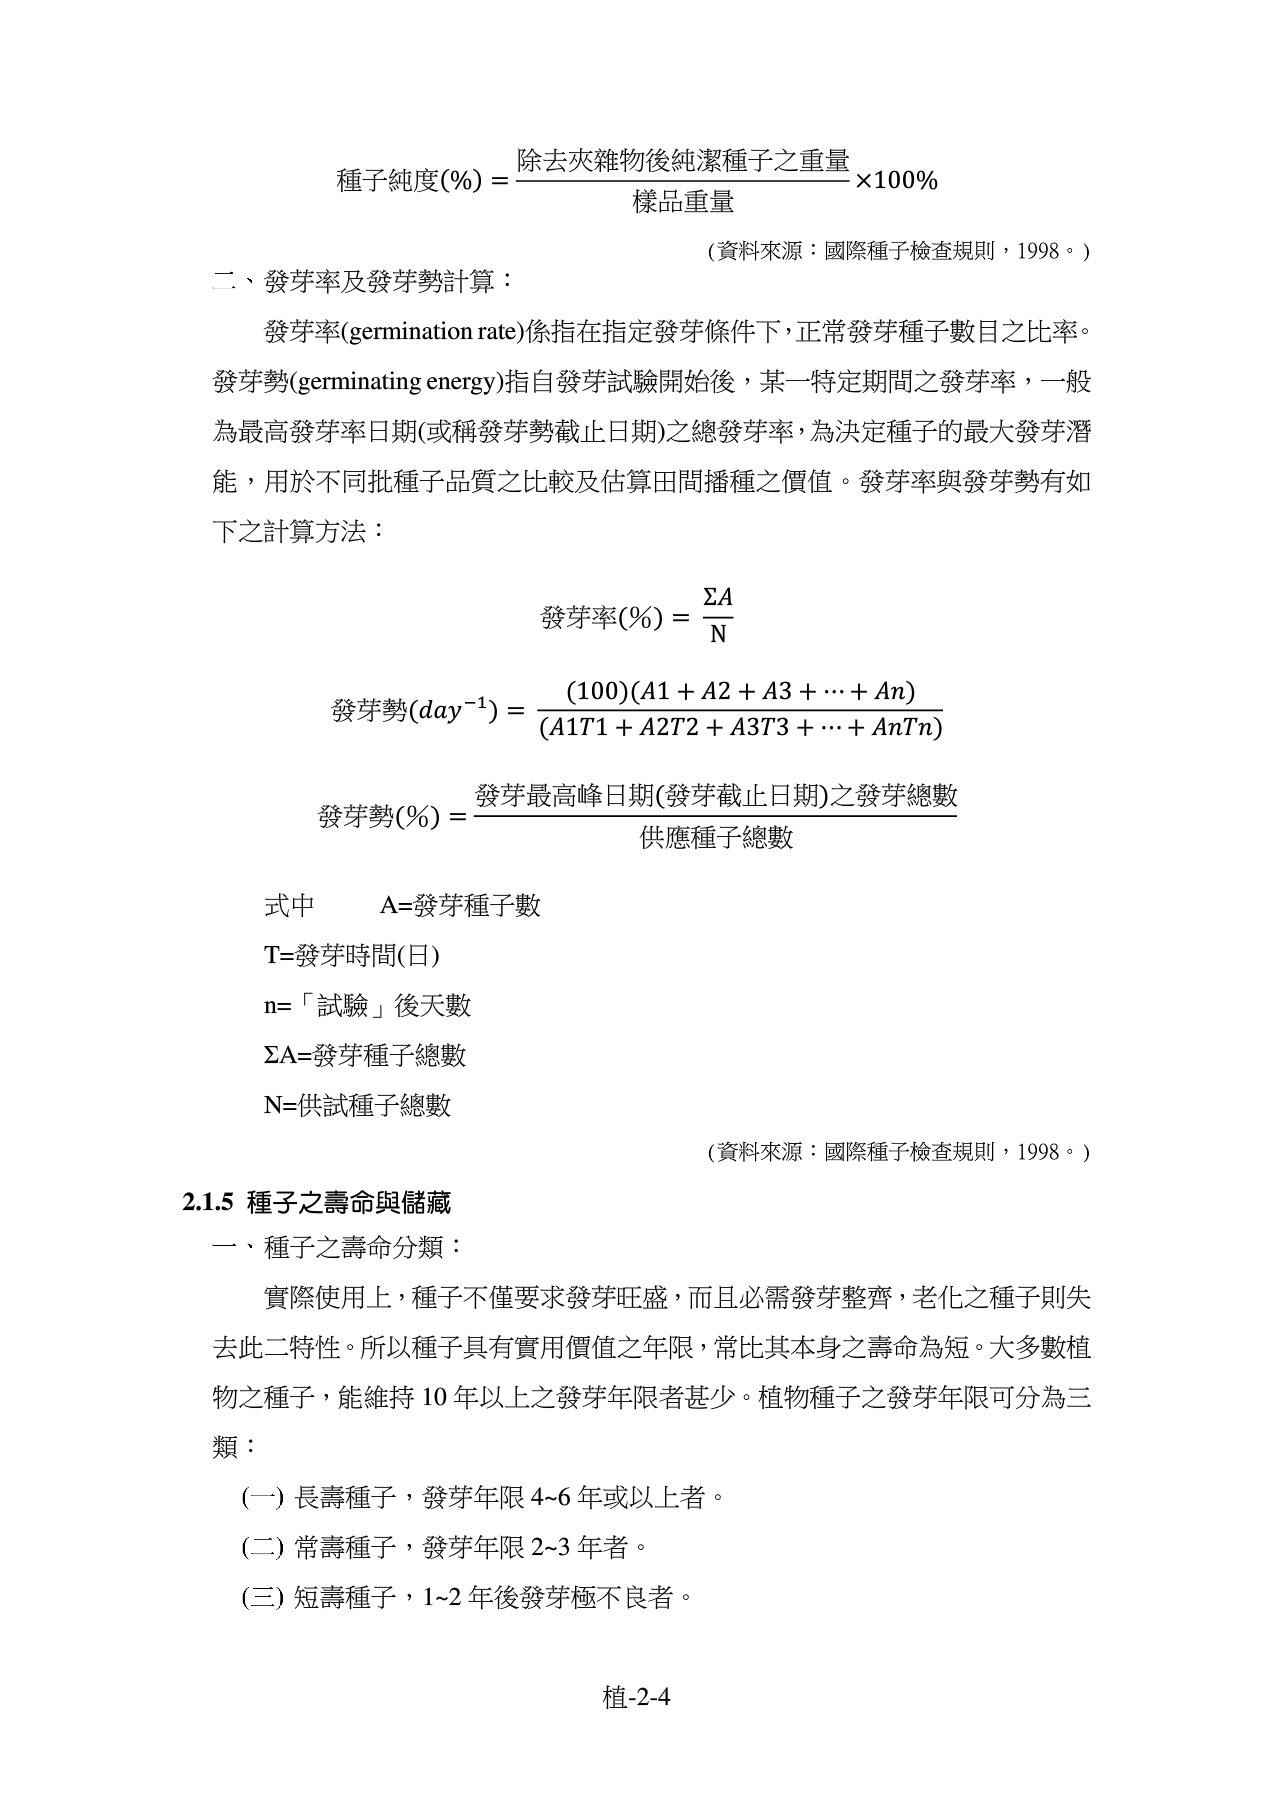 種子純度(%) = 除去夾雜物後純潔種子之重量 / 樣品重量 ×100%
(資料來源：國際種子檢查規則，1998。)
二、發芽率及發芽勢計算：
發芽率(germination rate)係指在指定發芽條件下，正常發芽種子數目之比率。
發芽勢(germinating energy)指自發芽試驗開始後，某一特定期間之發芽率，一般
為最高發芽率日期(或稱發芽勢截止日期)之總發芽率，為決定種子的最大發芽潛
能，用於不同批種子品質之比較及估算田間播種之價值。發芽率與發芽勢有如
下之計算方法：
發芽率(%) = ΣA / N
發芽勢(day⁻¹) = (100)(A1 + A2 + A3 + ⋯ + An) / (A1T1 + A2T2 + A3T3 + ⋯ + AnTn)
發芽勢(%) = 發芽最高峰日期(發芽截止日期)之發芽總數 / 供應種子總數
式中 A=發芽種子數
T=發芽時間(日)
n=「試驗」後天數
ΣA=發芽種子總數
N=供試種子總數
(資料來源：國際種子檢查規則，1998。)
2.1.5 種子之壽命與儲藏
一、種子之壽命分類：
實際使用上，種子不僅要求發芽旺盛，而且必需發芽整齊，老化之種子則失
去此二特性。所以種子具有實用價值之年限，常比其本身之壽命為短。大多數植
物之種子，能維持 10 年以上之發芽年限者甚少。植物種子之發芽年限可分為三
類：
(一) 長壽種子，發芽年限 4~6 年或以上者。
(二) 常壽種子，發芽年限 2~3 年者。
(三) 短壽種子，1~2 年後發芽極不良者。
植-2-4